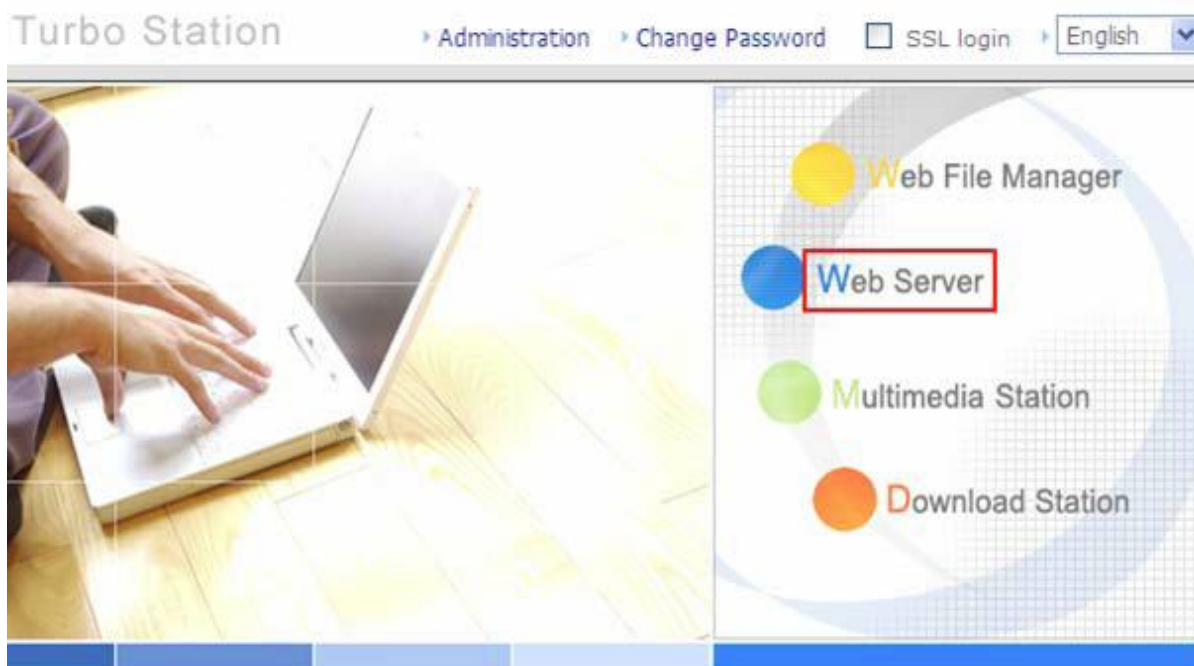 Turbo Station
Administration Change Password SSL login English
Web File Manager
Web Server
Multimedia Station
Download Station